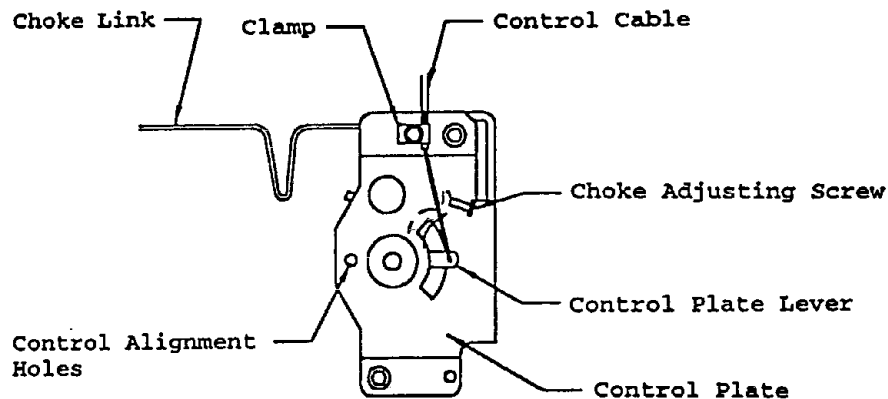 Choke Link
Clamp
Control Cable
Choke Adjusting Screw
Control Plate Lever
Control Alignment
Holes
Control Plate